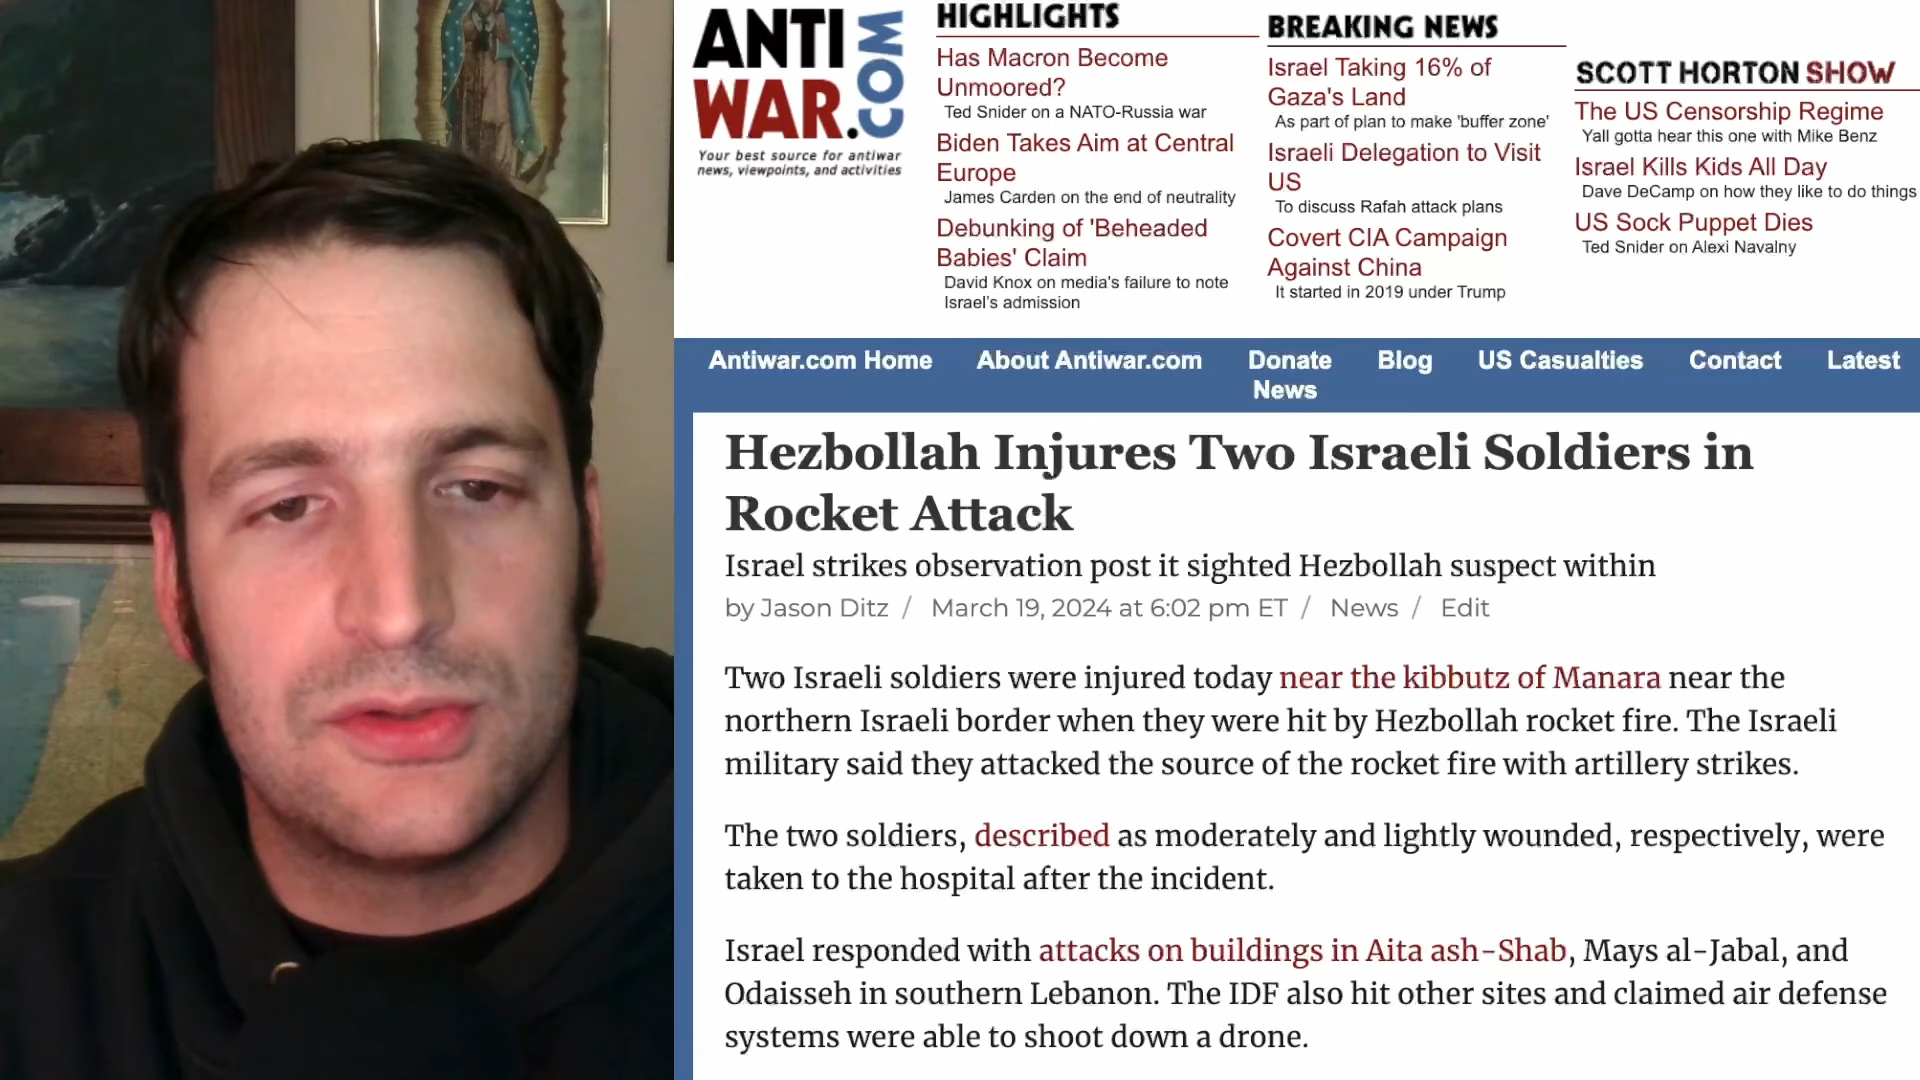 ANTI
WAR.COM
Your best source for antiwar
news, viewpoints, and activities
HIGHLIGHTS
Has Macron Become
Unmoored?
Ted Snider on a NATO-Russia war
Biden Takes Aim at Central
Europe
James Carden on the end of neutrality
Debunking of 'Beheaded
Babies' Claim
David Knox on media's failure to note
Israel's admission
BREAKING NEWS
Israel Taking 16% of
Gaza's Land
As part of plan to make 'buffer zone'
Israeli Delegation to Visit
US
To discuss Rafah attack plans
Covert CIA Campaign
Against China
It started in 2019 under Trump
SCOTT HORTON SHOW
The US Censorship Regime
Yall gotta hear this one with Mike Benz
Israel Kills Kids All Day
Dave DeCamp on how they like to do things
US Sock Puppet Dies
Ted Snider on Alexi Navalny
Antiwar.com Home About Antiwar.com Donate Blog US Casualties Contact Latest
News
Hezbollah Injures Two Israeli Soldiers in
Rocket Attack
Israel strikes observation post it sighted Hezbollah suspect within
by Jason Ditz / March 19, 2024 at 6:02 pm ET / News / Edit
Two Israeli soldiers were injured today near the kibbutz of Manara near the
northern Israeli border when they were hit by Hezbollah rocket fire. The Israeli
military said they attacked the source of the rocket fire with artillery strikes.
The two soldiers, described as moderately and lightly wounded, respectively, were
taken to the hospital after the incident.
Israel responded with attacks on buildings in Aita ash-Shab, Mays al-Jabal, and
Odaisseh in southern Lebanon. The IDF also hit other sites and claimed air defense
systems were able to shoot down a drone.